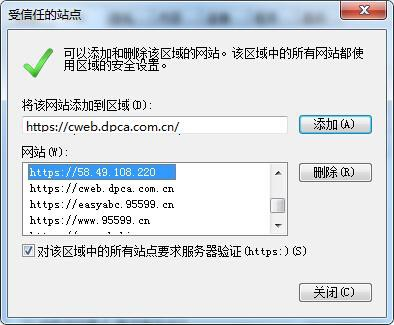 受信任的站点
可以添加和删除该区域的网站。该区域中的所有网站都使
用区域的安全设置。
将该网站添加到区域(D):
https://cweb.dpca.com.cn/
添加(A)
网站(W):
https://58.49.108.220
删除(R)
https://cweb.dpca.com.cn
https://easyabc.95599.cn
https://www.95599.cn
对该区域中的所有站点要求服务器验证(https:)(S)
关闭(C)